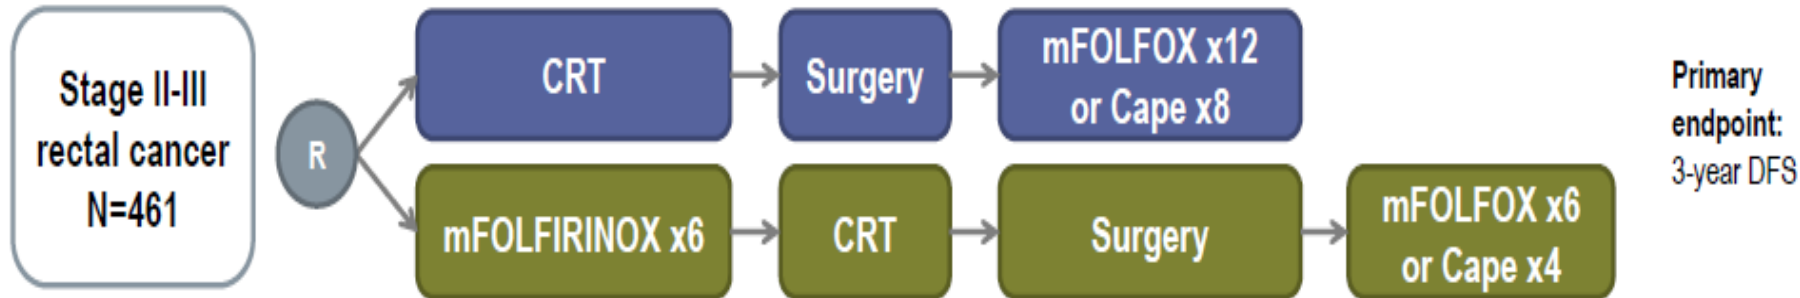 Stage II-III
rectal cancer
N=461
R
CRT
Surgery
mFOLFOX x12
or Cape x8
mFOLFIRINOX x6
CRT
Surgery
mFOLFOX x6
or Cape x4
Primary
endpoint:
3-year DFS